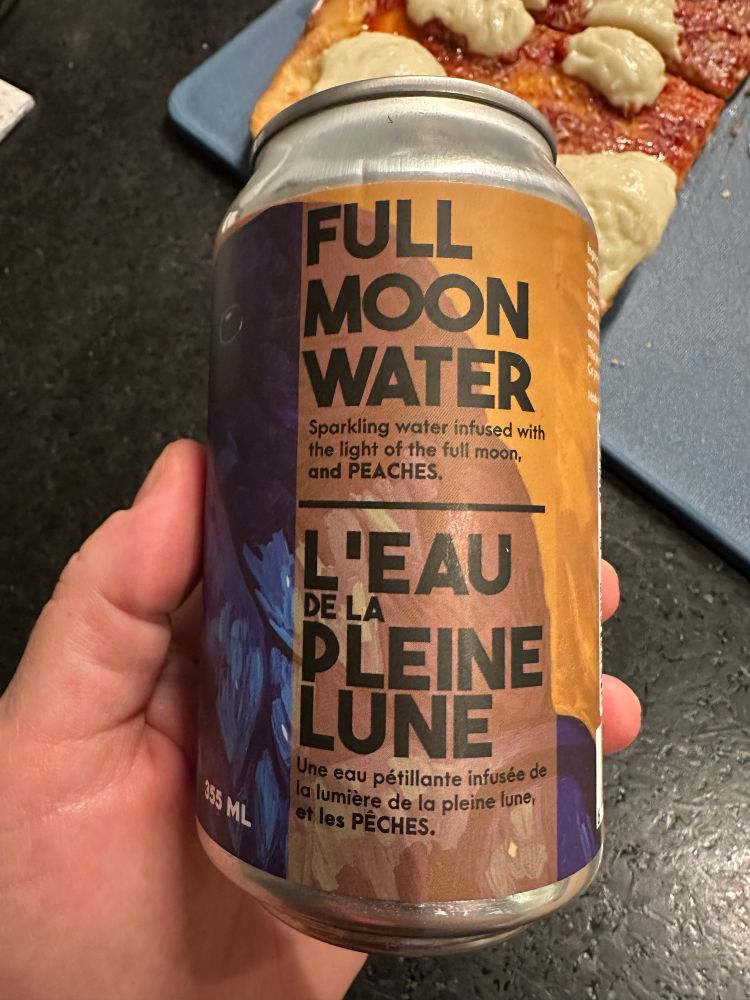 FULL
MOON
WATER
Sparkling water infused with
the light of the full moon,
and PEACHES.
L'EAU
DE LA
PLEINE
LUNE
Une eau pétillante infusée de
la lumière de la pleine lune,
et les PÊCHES.
355 ML